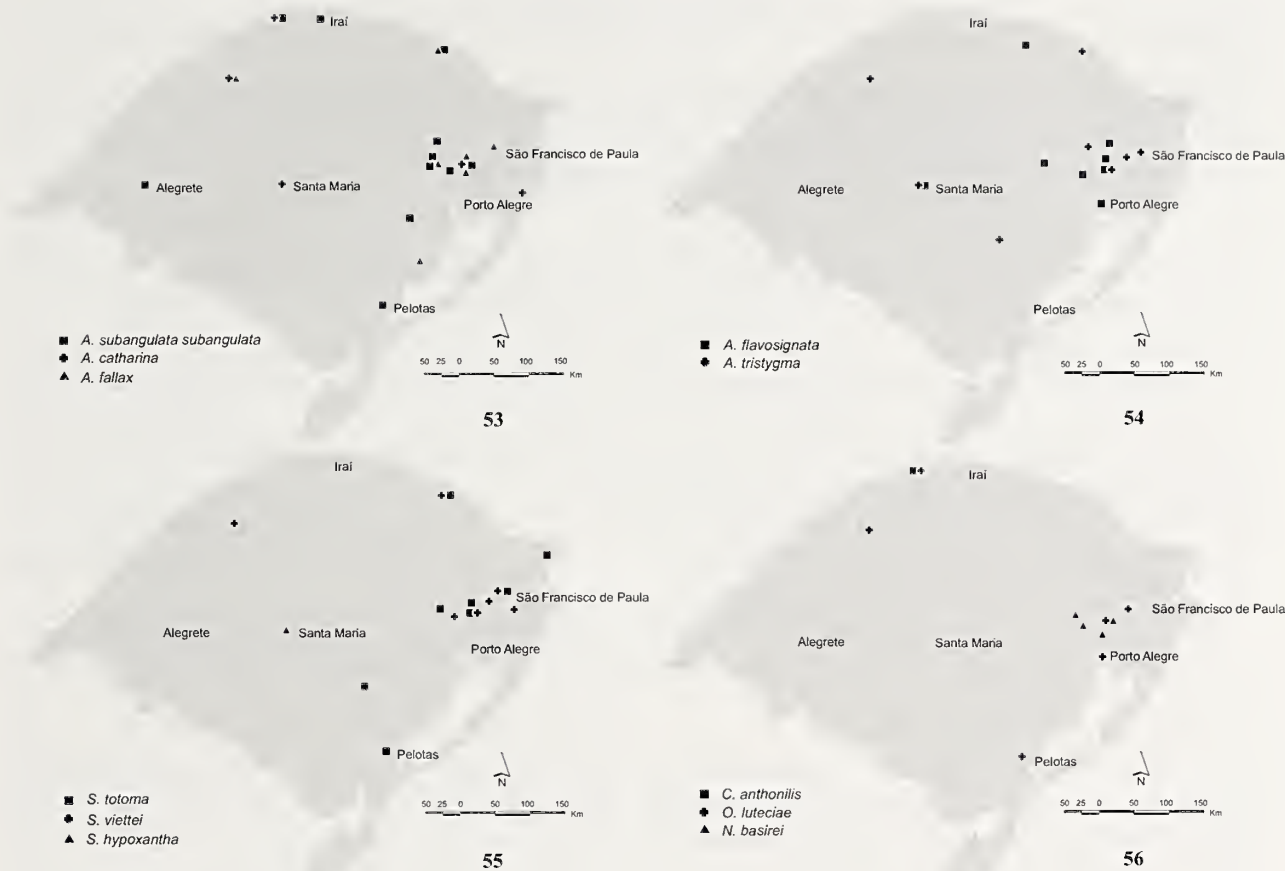 Iraí
São Francisco de Paula
Alegrete
Santa Maria
Porto Alegre
Pelotas
A. subangulata subangulata
A. catharina
A. fallax
N
50 25 0 50 100 150
Km
53
Iraí
São Francisco de Paula
Alegrete
Santa Maria
Porto Alegre
Pelotas
A. flavosignata
A. tristygma
N
50 25 0 50 100 150
Km
54
Iraí
São Francisco de Paula
Alegrete
Santa Maria
Porto Alegre
Pelotas
S. totoma
S. viettei
S. hypoxantha
N
50 25 0 50 100 150
Km
55
Iraí
São Francisco de Paula
Alegrete
Santa Maria
Porto Alegre
Pelotas
C. anthonilis
O. luteciae
N. basirei
N
50 25 0 50 100 150
Km
56